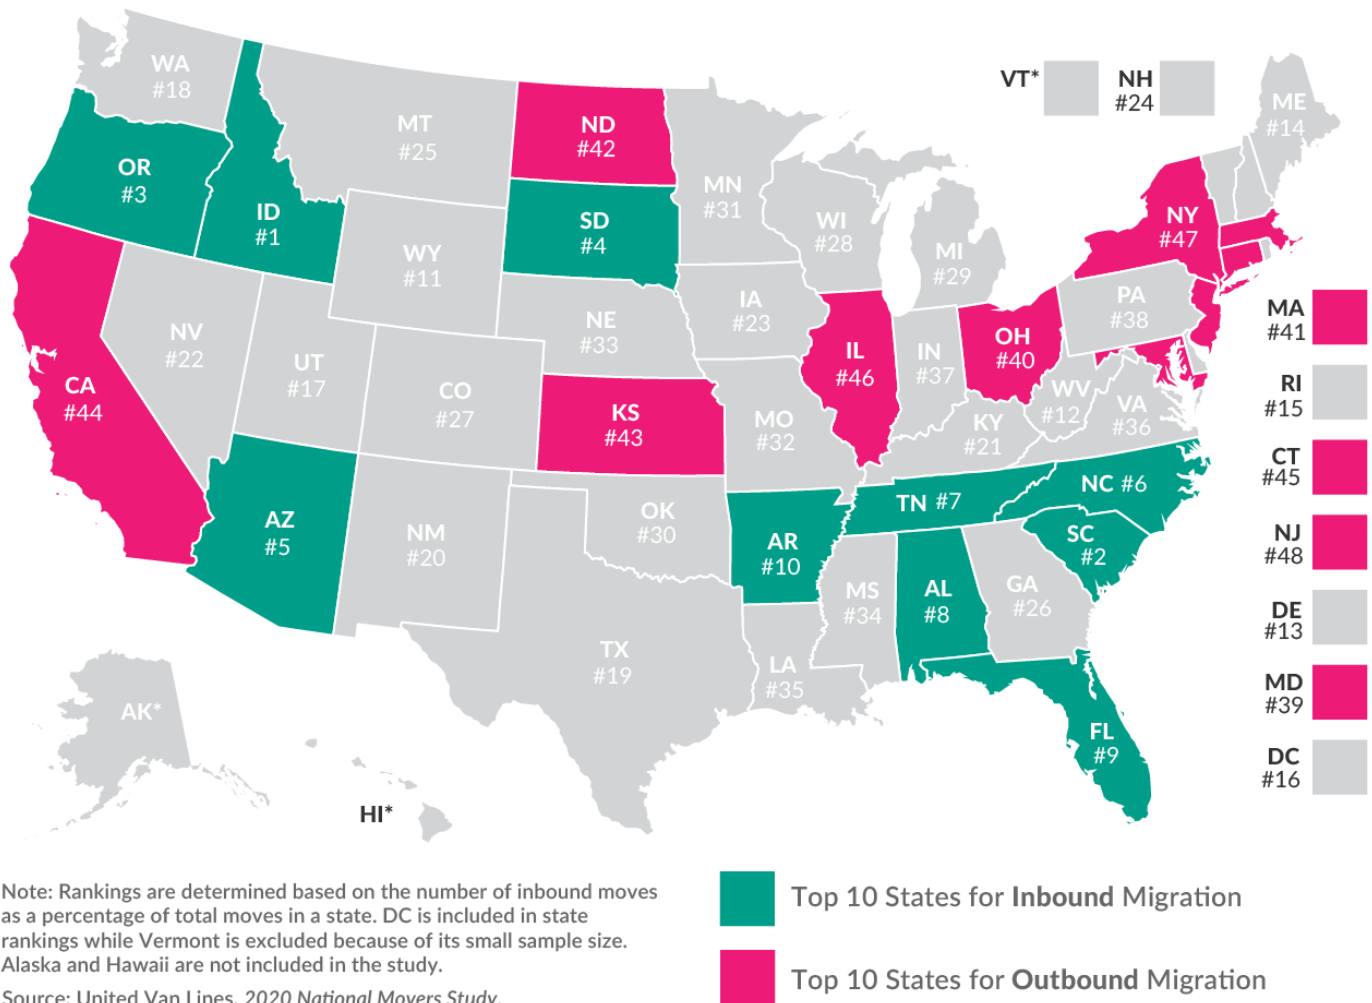 WA
#18
MT
#25
ND
#42
MN
#31
VT*
NH
#24
ME
#14
OR
#3
ID
#1
SD
#4
WI
#28
MI
#29
NY
#47
WY
#11
IA
#23
PA
#38
NV
#22
UT
#17
NE
#33
IL
#46
IN
#37
OH
#40
MA
#41
CA
#44
CO
#27
KS
#43
MO
#32
KY
#21
WV
#12
VA
#36
RI
#15
CT
#45
AZ
#5
NM
#20
OK
#30
AR
#10
TN #7
NC #6
SC
#2
NJ
#48
MS
#34
AL
#8
GA
#26
DE
#13
TX
#19
LA
#35
FL
#9
MD
#39
AK*
HI*
DC
#16
Note: Rankings are determined based on the number of inbound moves
as a percentage of total moves in a state. DC is included in state
rankings while Vermont is excluded because of its small sample size.
Alaska and Hawaii are not included in the study.
Source: United Van Lines, 2020 National Movers Study.
Top 10 States for Inbound Migration
Top 10 States for Outbound Migration